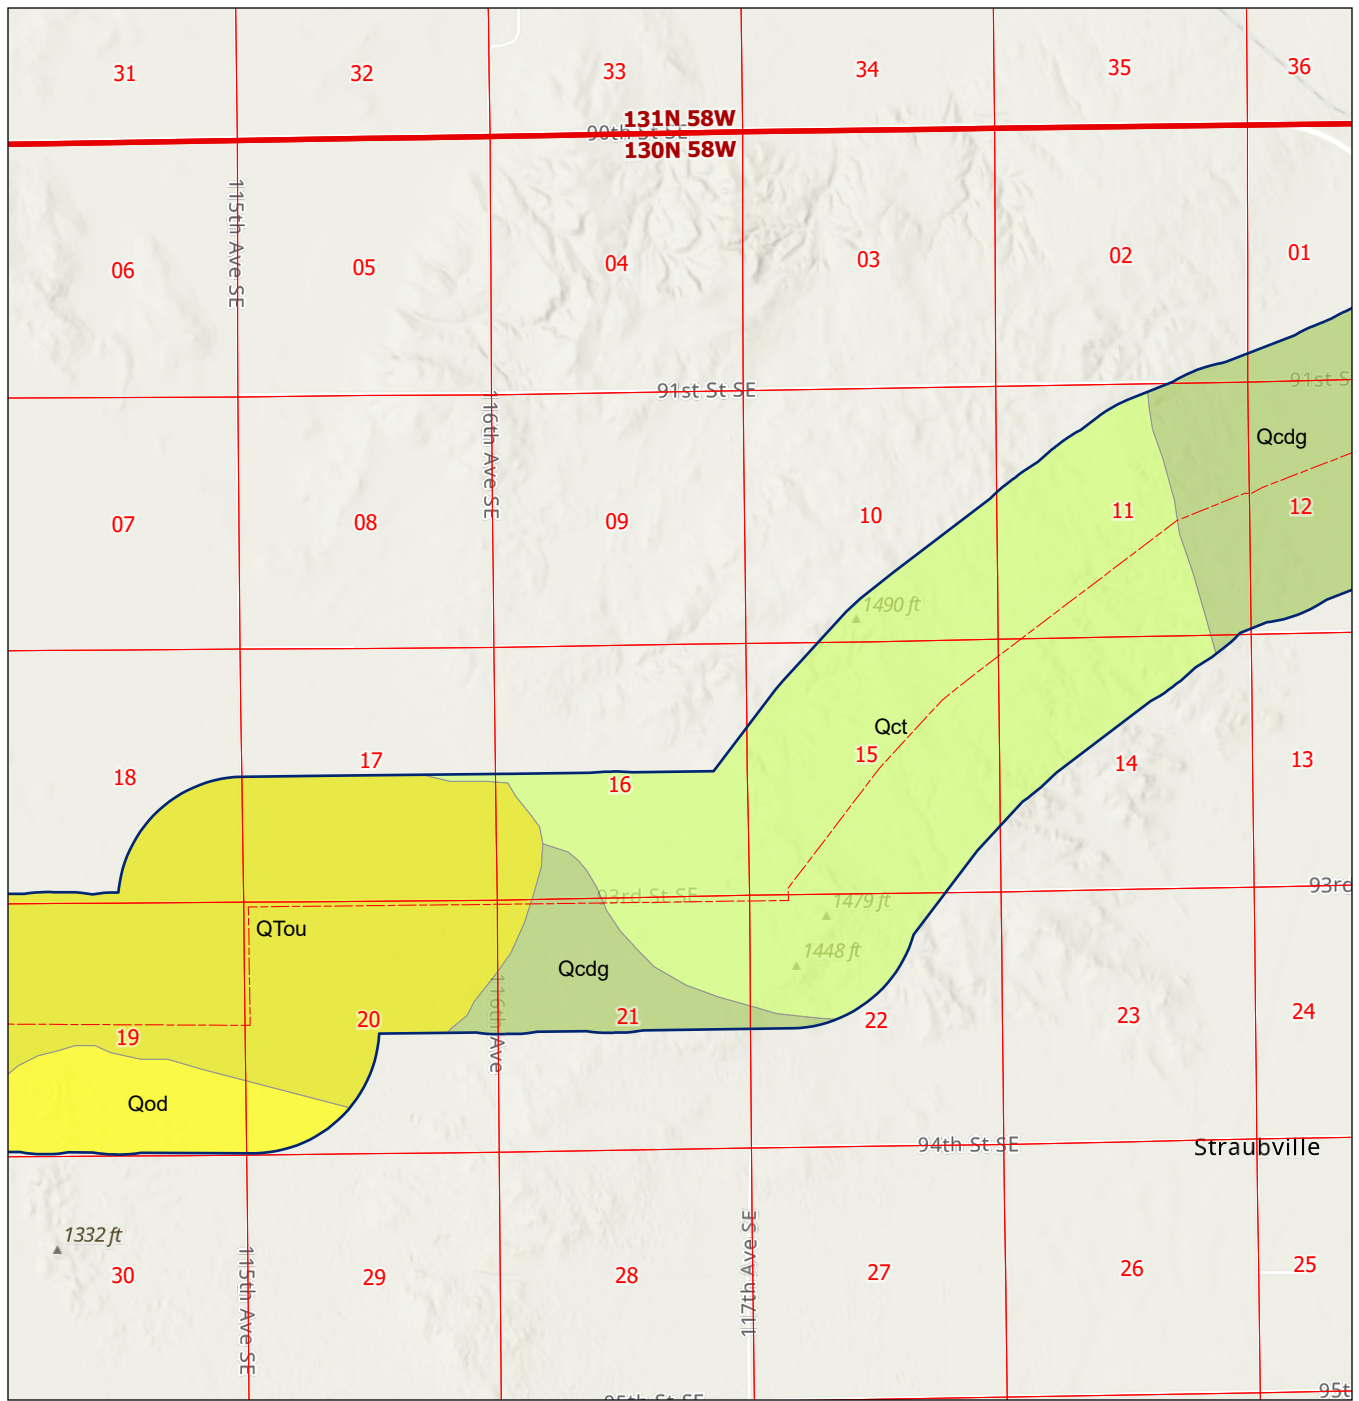 31
32
33
34
35
36
131N 58W
90th St SE
130N 58W
115th Ave SE
06
05
04
03
02
01
91st St SE
91st S
116th Ave SE
Qcdg
07
08
09
10
11
12
1490 ft
Qct
18
17
16
15
14
13
93rd St SE
93rd
1479 ft
QTou
1448 ft
Qcdg
116th Ave
19
20
21
22
23
24
Qod
94th St SE
Straubville
1332 ft
117th Ave SE
115th Ave SE
30
29
28
27
26
25
95th St SE
95t